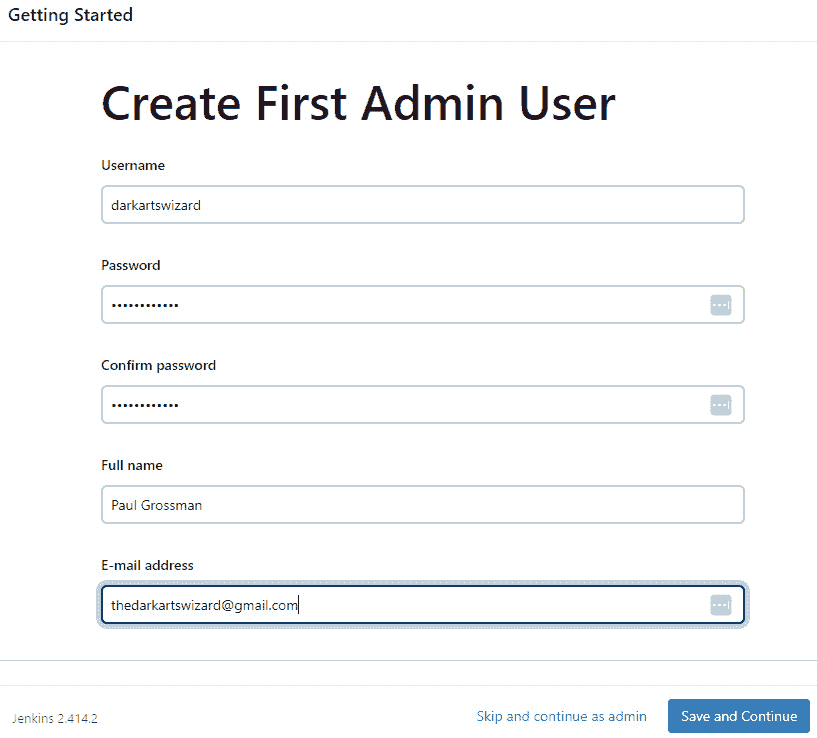 Getting Started
Create First Admin User
Username
darkartswizard
Password
••••••••••••
Confirm password
••••••••••••
Full name
Paul Grossman
E-mail address
thedarkartswizard@gmail.com
Jenkins 2.414.2
Skip and continue as admin
Save and Continue